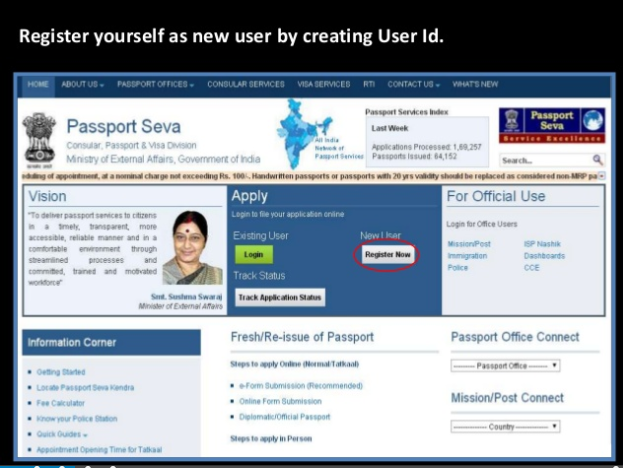 Register yourself as new user by creating User Id.
HOME ABOUT US PASSPORT OFFICES CONSULAR SERVICES VISA SERVICES RTI CONTACT US WHAT'S NEW
Passport Seva
Consular, Passport & Visa Division
Ministry of External Affairs, Government of India
All India
Network of
Passport Services
Passport Services Index
Last Week
Applications Processed: 1,69,257
Passports Issued: 84,152
Passport
Seva
Service Excellence
Search...
eduling of appointment, at a nominal charge not exceeding Rs. 100/-. Handwritten passports or passports with 20 yrs validity should be replaced as considered non-MRP pa
Vision
"To deliver passport services to citizens
in a timely, transparent, more
accessible, reliable manner and in a
comfortable environment through
streamlined processes and
committed, trained and motivated
workforce"
Smt. Sushma Swaraj
Minister of External Affairs
Apply
Login to file your application online
Existing User New User
Login Register Now
Track Status
Track Application Status
For Official Use
Login for Office Users
Mission/Post ISP Nashik
Immigration Dashboards
Police CCE
Information Corner
Getting Started
Locate Passport Seva Kendra
Fee Calculator
Know your Police Station
Quick Guides
Appointment Opening Time for Tatkaal
Fresh/Re-issue of Passport
Steps to apply Online (Normal/Tatkaal)
e-Form Submission (Recommended)
Online Form Submission
Diplomatic/Official Passport
Steps to apply in Person
Passport Office Connect
--------- Passport Office ---------
Mission/Post Connect
-------------- Country --------------